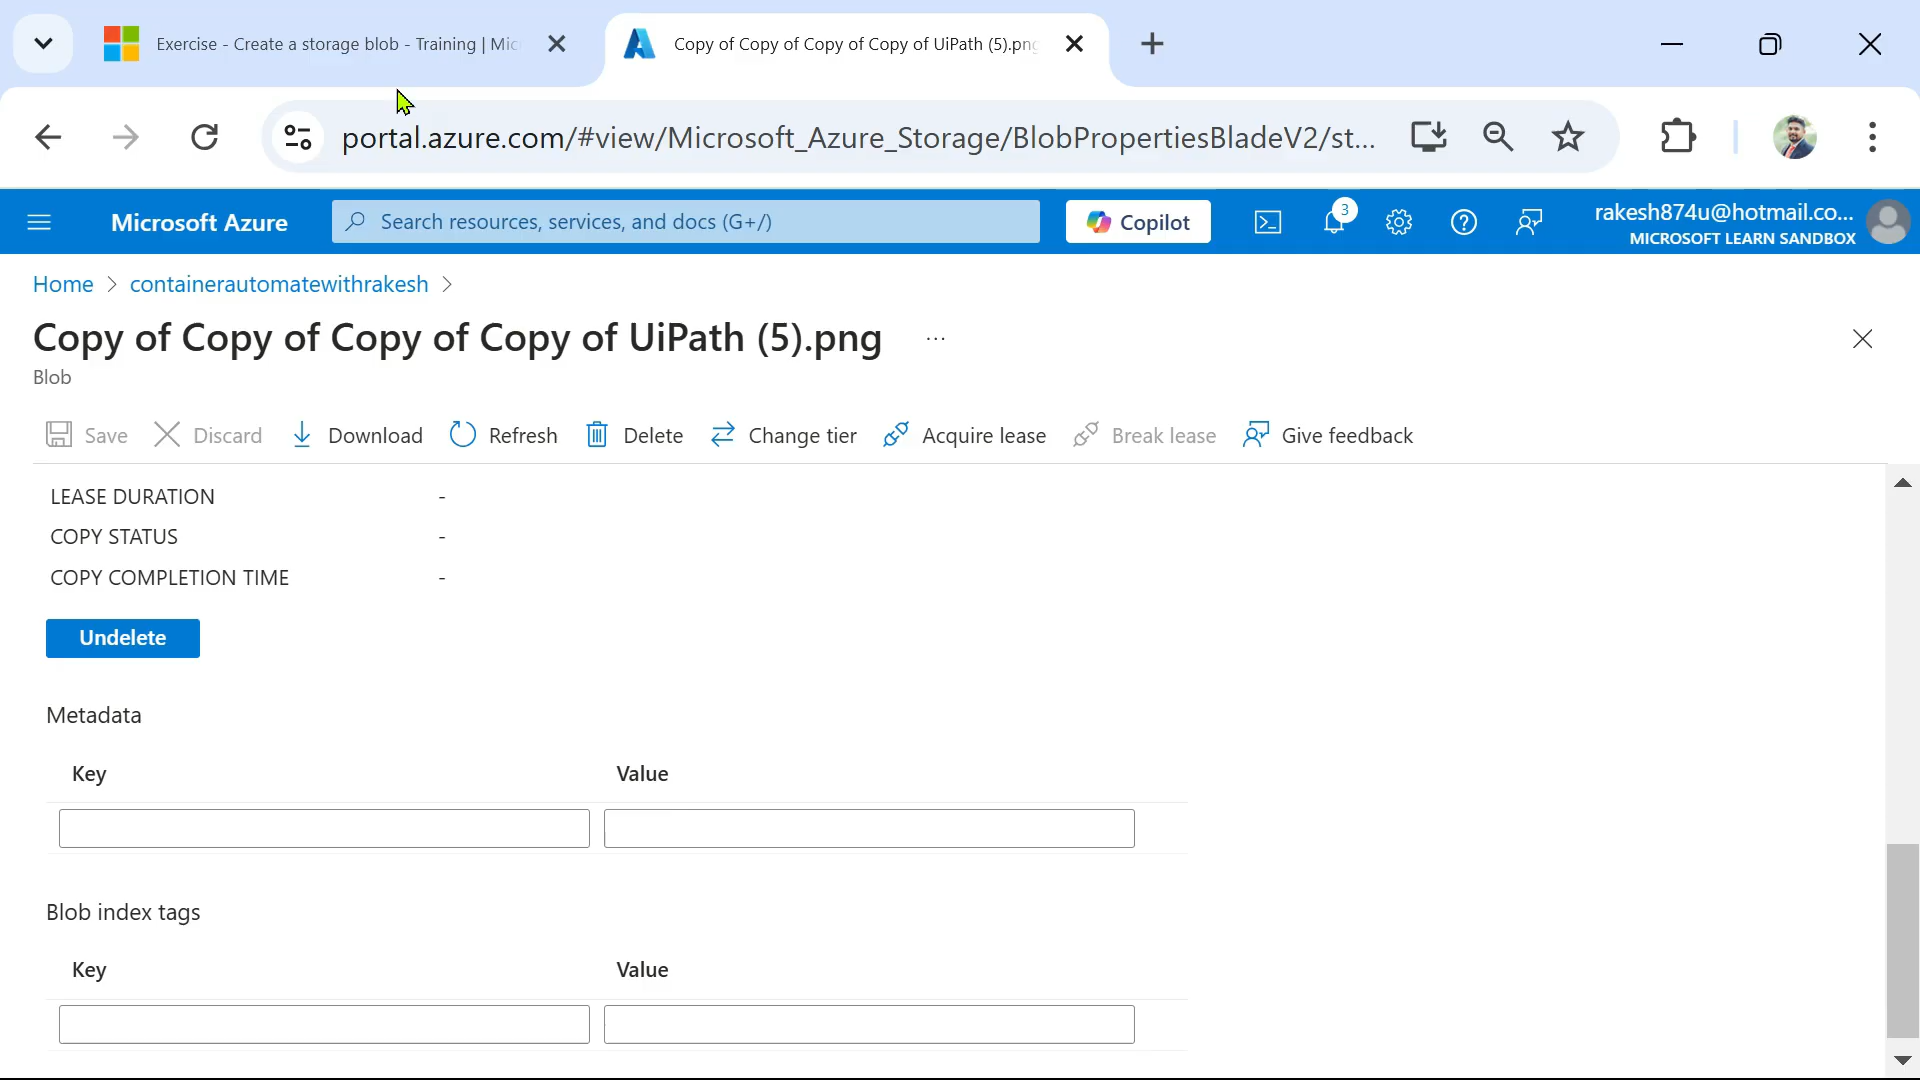 Exercise - Create a storage blob - Training | Mic
Copy of Copy of Copy of Copy of UiPath (5).png
portal.azure.com/#view/Microsoft_Azure_Storage/BlobPropertiesBladeV2/st...
Microsoft Azure
Search resources, services, and docs (G+/)
Copilot
3
rakesh874u@hotmail.co...
MICROSOFT LEARN SANDBOX
Home > containerautomatewithrakesh >
Copy of Copy of Copy of Copy of UiPath (5).png ...
Blob
Save Discard Download Refresh Delete Change tier Acquire lease Break lease Give feedback
LEASE DURATION -
COPY STATUS -
COPY COMPLETION TIME -
Undelete
Metadata
Key Value
Blob index tags
Key Value